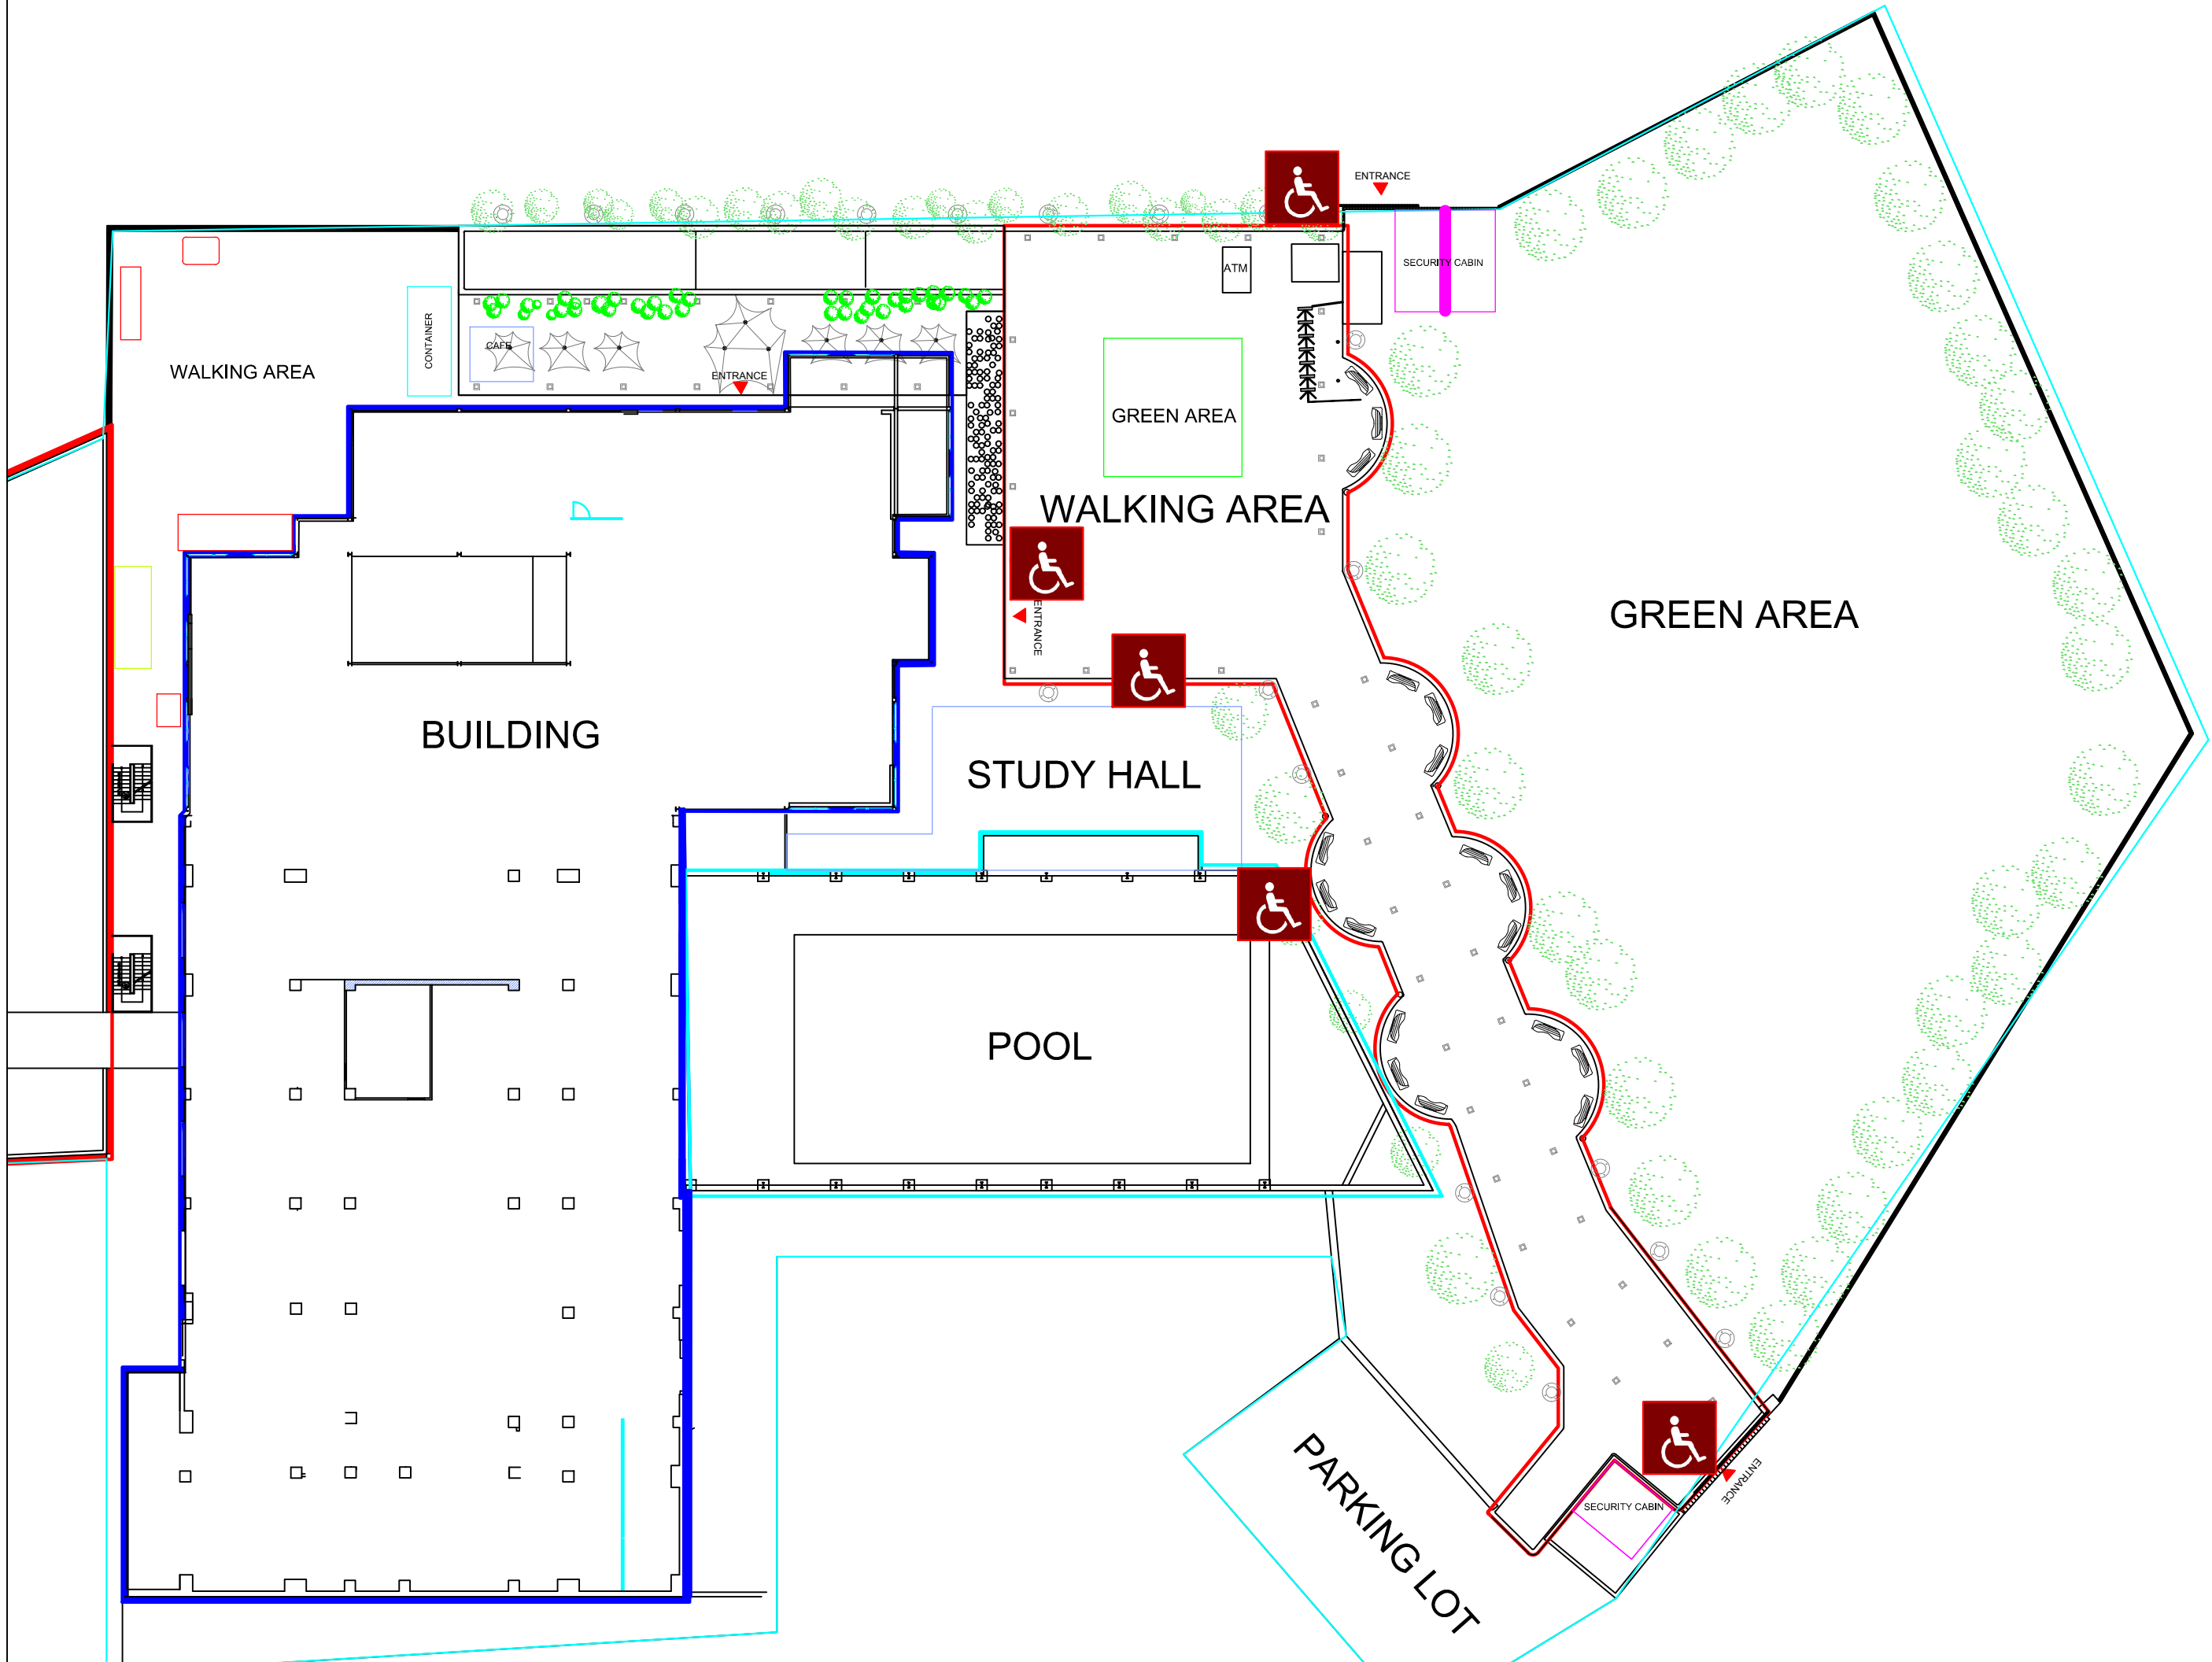 ENTRANCE
SECURITY CABIN
ATM
CONTAINER
CAFE
WALKING AREA
ENTRANCE
GREEN AREA
WALKING AREA
ENTRANCE
GREEN AREA
BUILDING
STUDY HALL
POOL
PARKING LOT
SECURITY CABIN
ENTRANCE